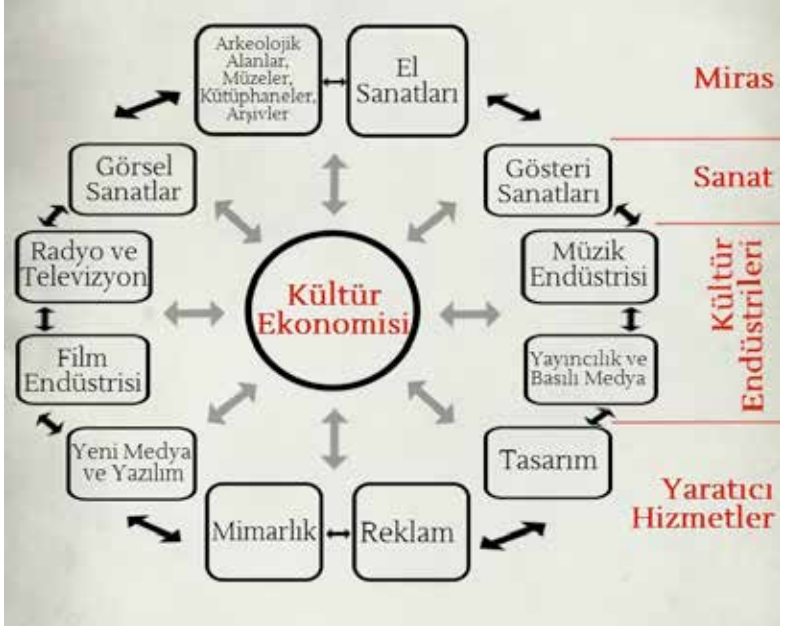 Arkeolojik
Alanlar,
Müzeler,
Kütüphaneler,
Arşivler
El
Sanatları
Miras
Görsel
Sanatlar
Gösteri
Sanatları
Sanat
Radyo ve
Televizyon
Kültür
Ekonomisi
Müzik
Endüstrisi
Kültür
Endüstrileri
Film
Endüstrisi
Yayıncılık ve
Basılı Medya
Yeni Medya
ve Yazılım
Tasarım
Mimarlık
Reklam
Yaratıcı
Hizmetler